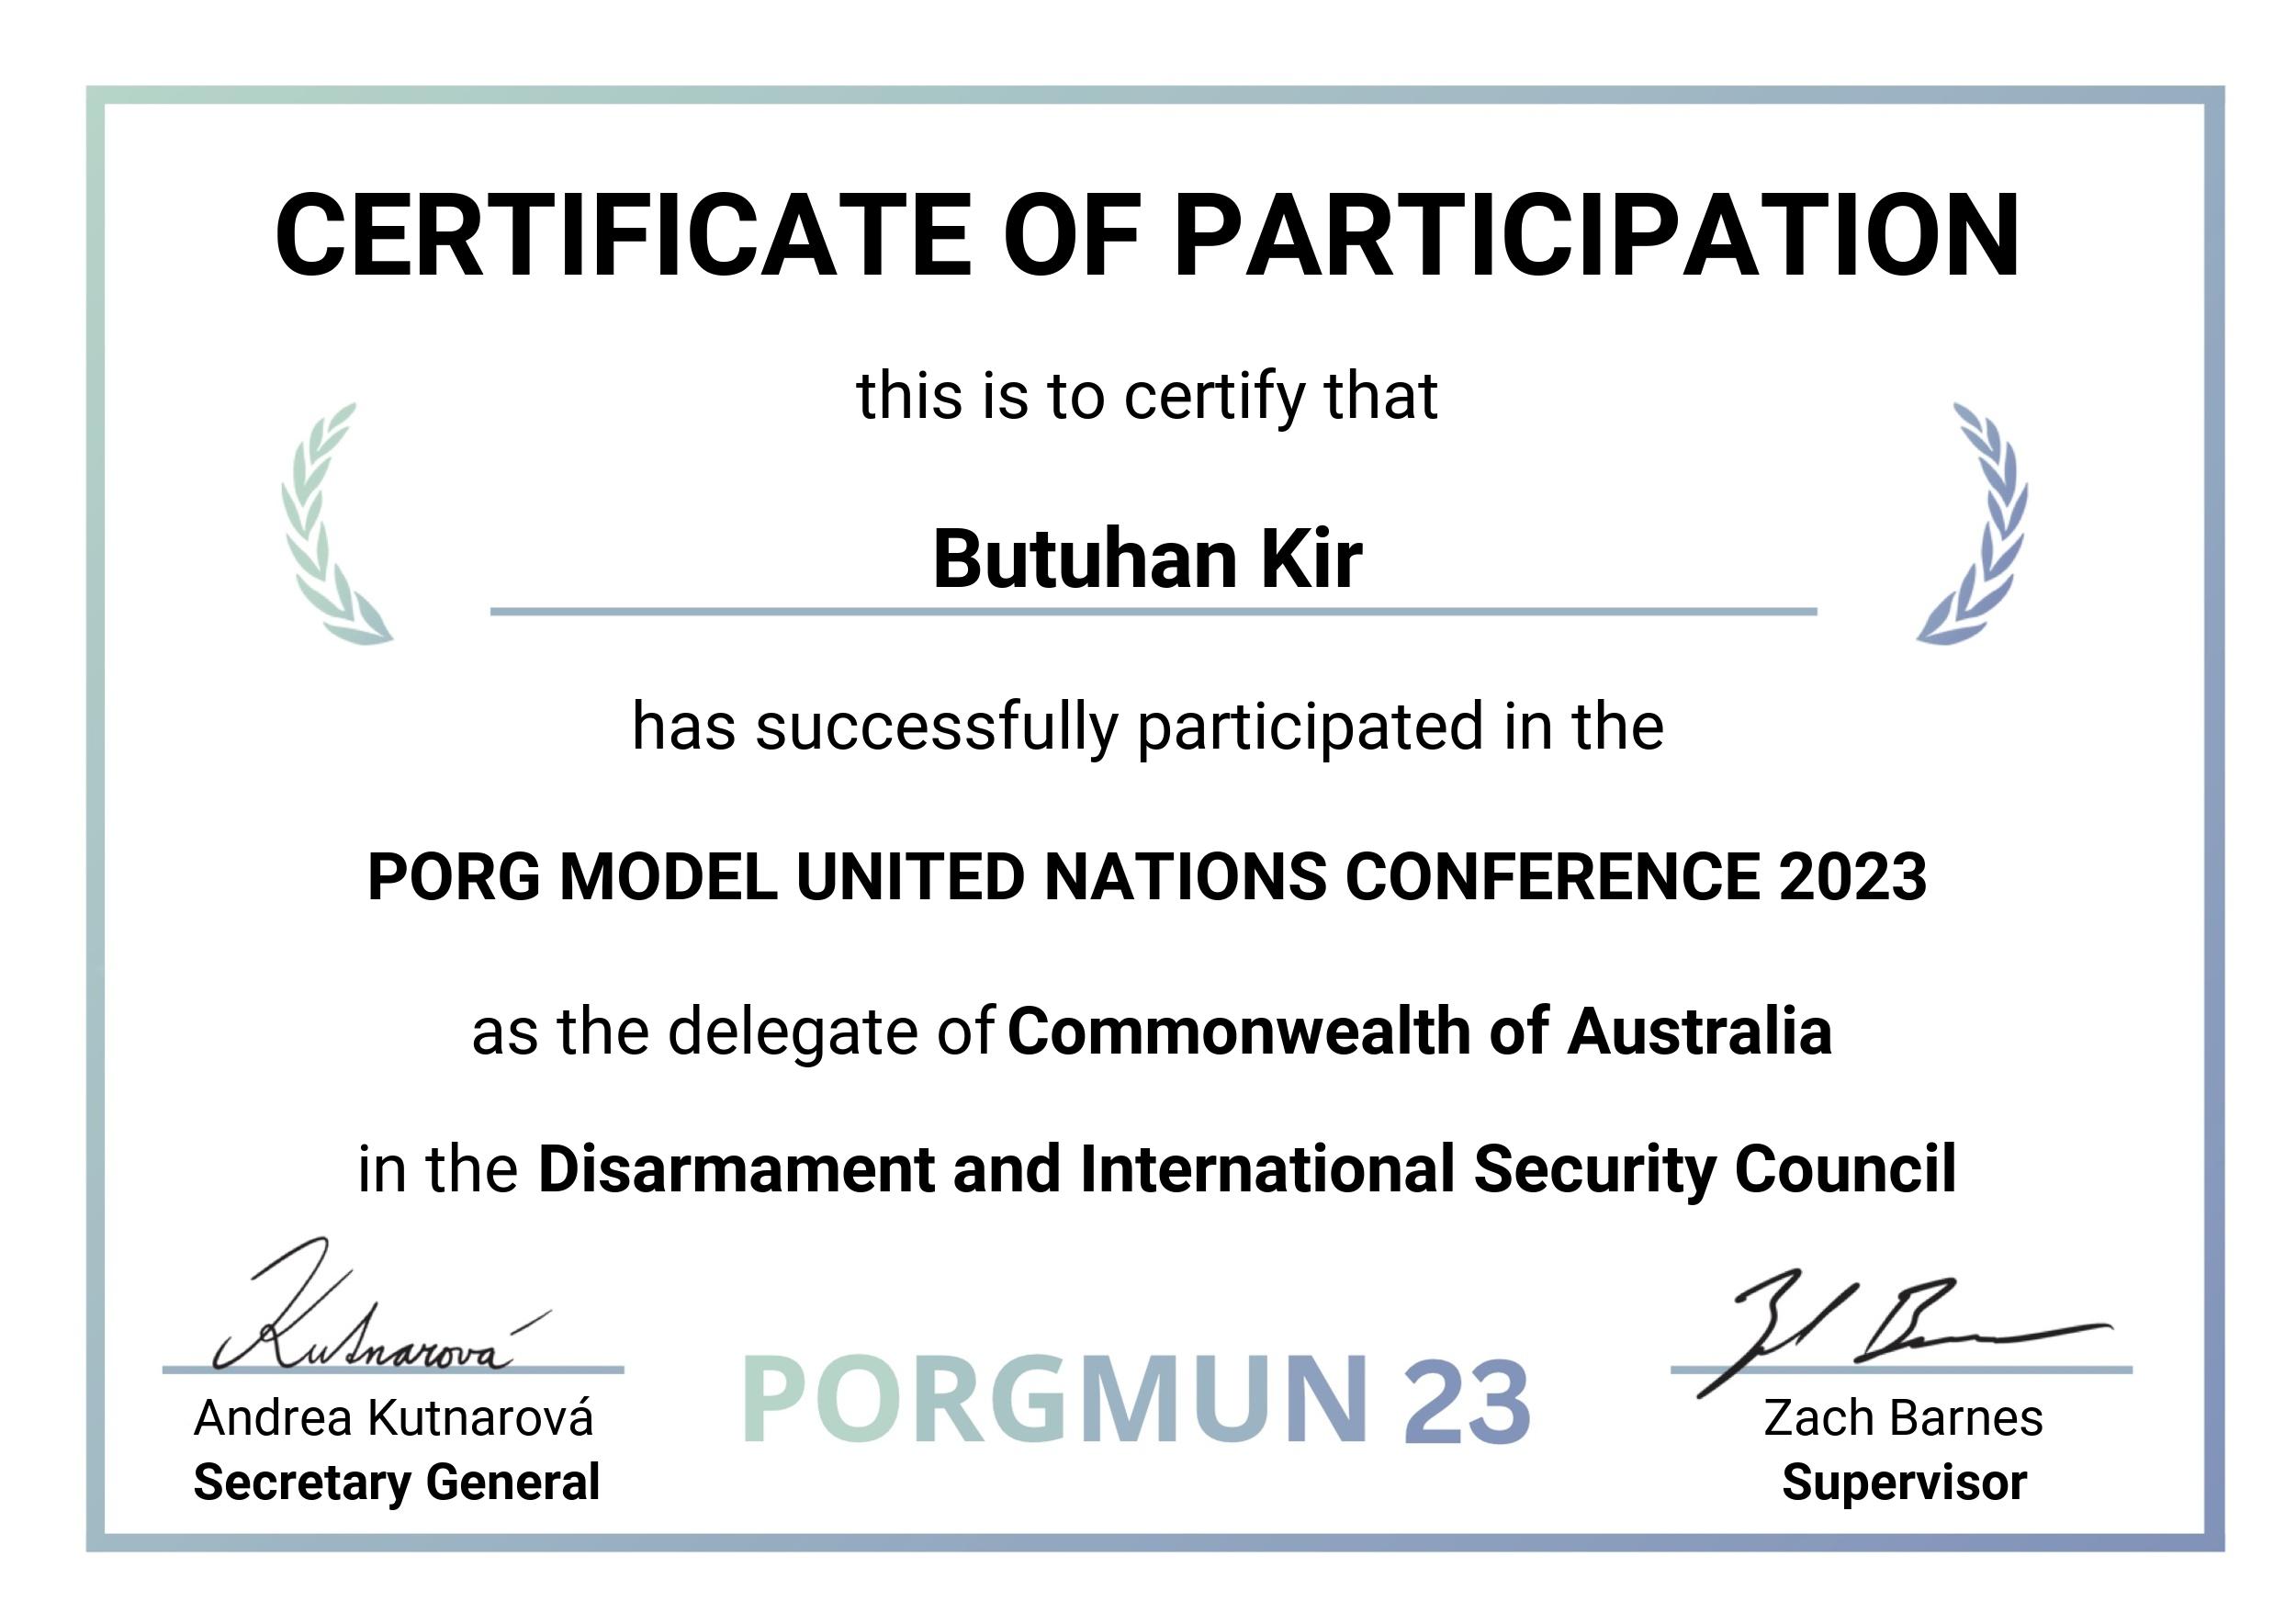 CERTIFICATE OF PARTICIPATION
this is to certify that
Butuhan Kir
has successfully participated in the
PORG MODEL UNITED NATIONS CONFERENCE 2023
as the delegate of Commonwealth of Australia
in the Disarmament and International Security Council
Kutnarová
Andrea Kutnarová
Secretary General
PORGMUN 23
Zach Barnes
Supervisor